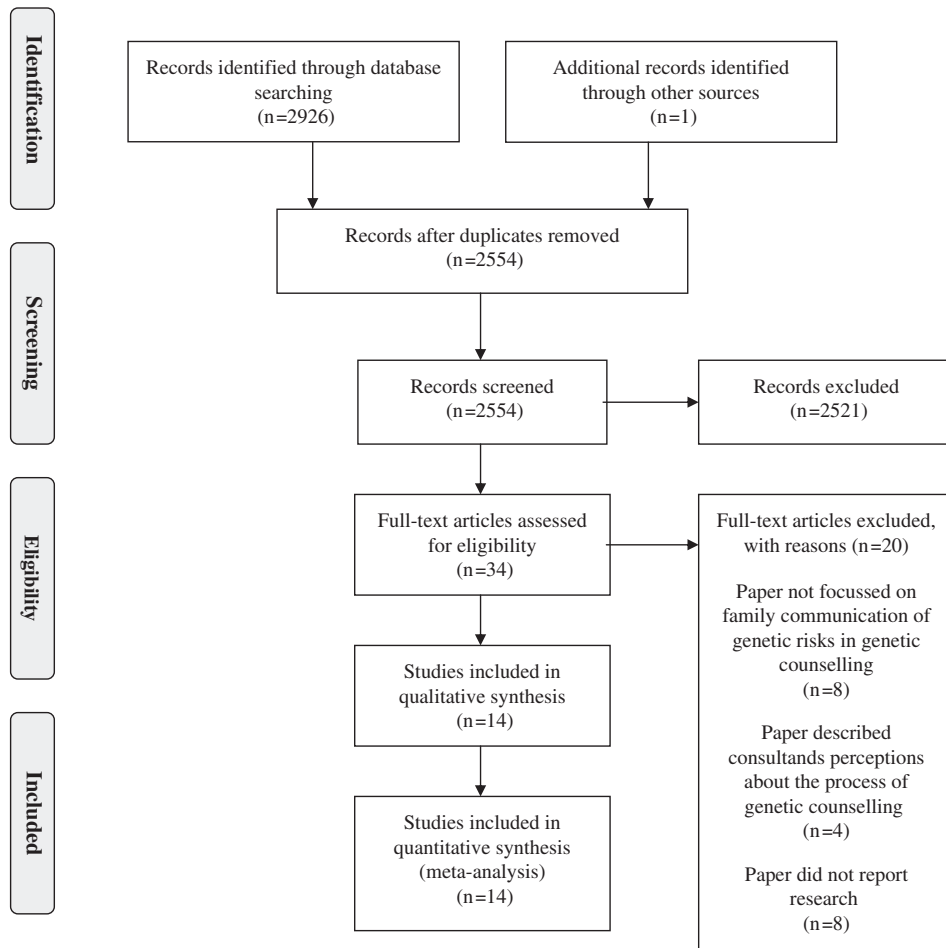 Identification
Records identified through database
searching
(n=2926)
Additional records identified
through other sources
(n=1)
Records after duplicates removed
(n=2554)
Screening
Records screened
(n=2554)
Records excluded
(n=2521)
Eligibility
Full-text articles assessed
for eligibility
(n=34)
Full-text articles excluded,
with reasons (n=20)
Paper not focussed on
family communication of
genetic risks in genetic
counselling
(n=8)
Paper described
consultands perceptions
about the process of
genetic counselling
(n=4)
Paper did not report
research
(n=8)
Included
Studies included in
qualitative synthesis
(n=14)
Studies included in
quantitative synthesis
(meta-analysis)
(n=14)